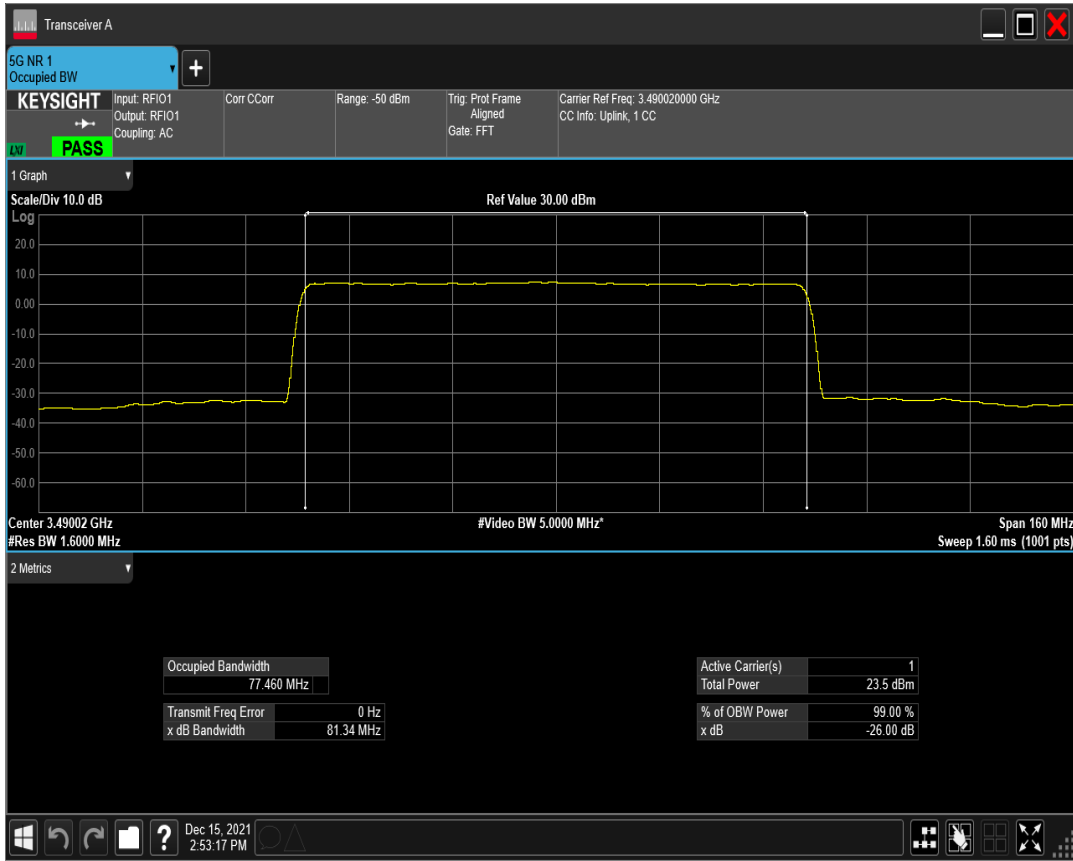 Transceiver A
5G NR 1
Occupied BW
KEYSIGHT
LXI
PASS
Input: RFIO1
Output: RFIO1
Coupling: AC
Corr CCorr
Range: -50 dBm
Trig: Prot Frame
Aligned
Gate: FFT
Carrier Ref Freq: 3.490020000 GHz
CC Info: Uplink, 1 CC
1 Graph
Scale/Div 10.0 dB
Ref Value 30.00 dBm
Log
20.0
10.0
0.00
-10.0
-20.0
-30.0
-40.0
-50.0
-60.0
Center 3.49002 GHz
#Video BW 5.0000 MHz*
Span 160 MHz
#Res BW 1.6000 MHz
Sweep 1.60 ms (1001 pts)
2 Metrics
Occupied Bandwidth
77.460 MHz
Transmit Freq Error 0 Hz
x dB Bandwidth 81.34 MHz
Active Carrier(s) 1
Total Power 23.5 dBm
% of OBW Power 99.00 %
x dB -26.00 dB
Dec 15, 2021
2:53:17 PM